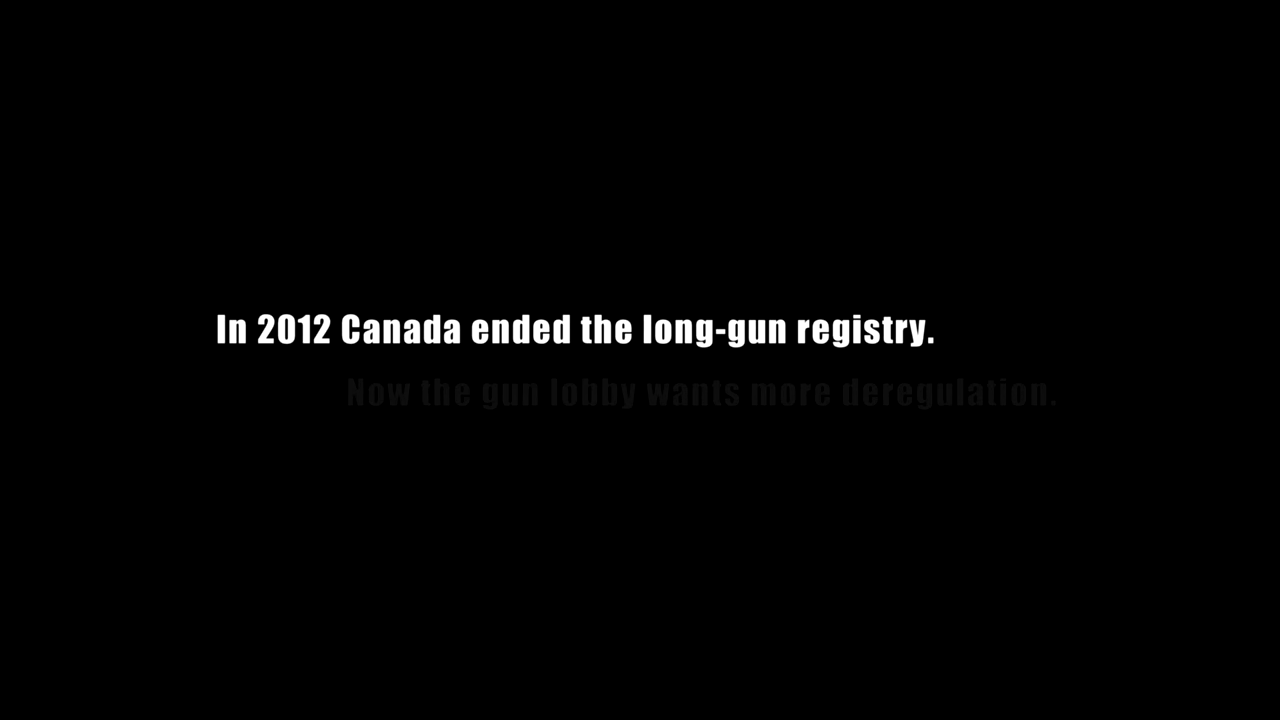 In 2012 Canada ended the long-gun registry.
Now the gun lobby wants more deregulation.